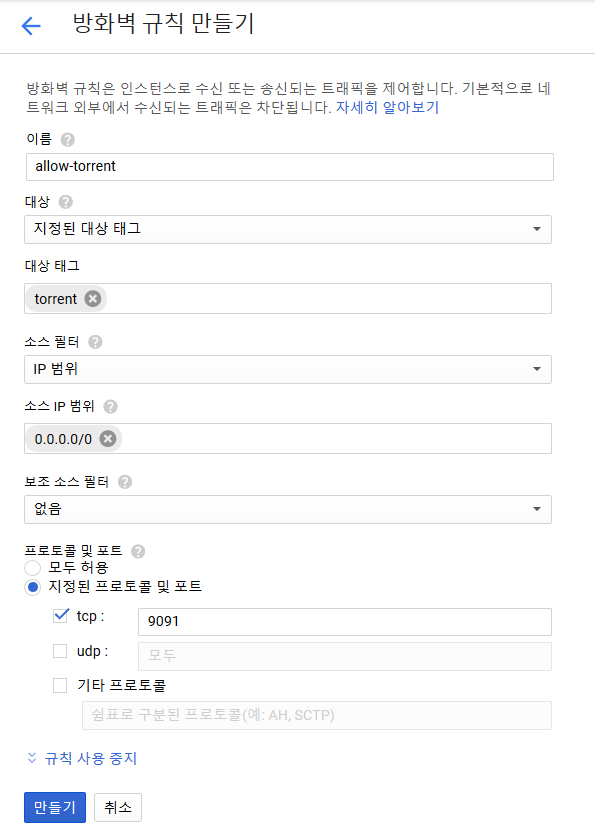 방화벽 규칙 만들기
방화벽 규칙은 인스턴스로 수신 또는 송신되는 트래픽을 제어합니다. 기본적으로 네
트워크 외부에서 수신되는 트래픽은 차단됩니다. 자세히 알아보기
이름
allow-torrent
대상
지정된 대상 태그
대상 태그
torrent
소스 필터
IP 범위
소스 IP 범위
0.0.0.0/0
보조 소스 필터
없음
프로토콜 및 포트
모두 허용
지정된 프로토콜 및 포트
tcp : 9091
udp : 모두
기타 프로토콜
쉼표로 구분된 프로토콜(예: AH, SCTP)
규칙 사용 중지
만들기 취소